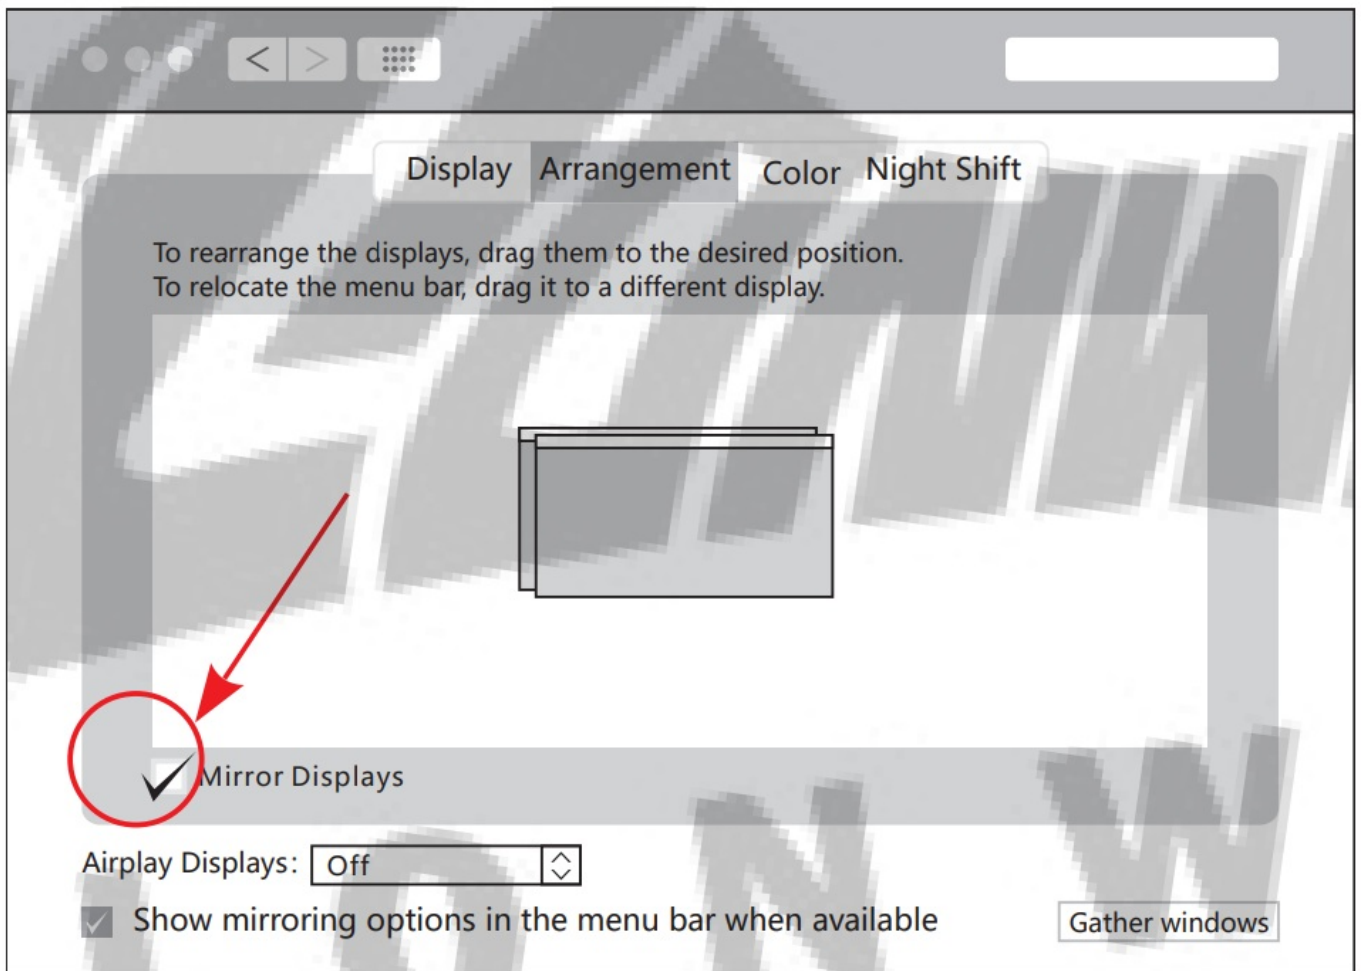 Display Arrangement Color Night Shift
To rearrange the displays, drag them to the desired position.
To relocate the menu bar, drag it to a different display.
Mirror Displays
Airplay Displays: Off
Show mirroring options in the menu bar when available
Gather windows